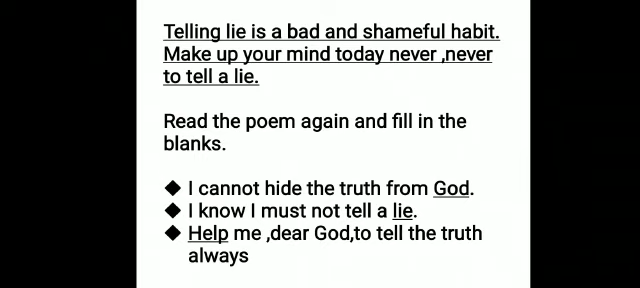 Telling lie is a bad and shameful habit.
Make up your mind today never ,never
to tell a lie.
Read the poem again and fill in the
blanks.
◆ I cannot hide the truth from God.
◆ I know I must not tell a lie.
◆ Help me ,dear God,to tell the truth
always